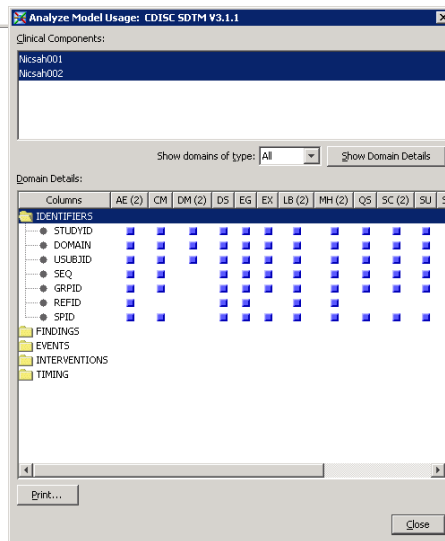 Analyze Model Usage: CDISC SDTM V3.1.1
Clinical Components:
Nicsah001
Nicsah002
Show domains of type: All Show Domain Details
Domain Details:
Columns AE (2) CM DM (2) DS EG EX LB (2) MH (2) QS SC (2) SU S
IDENTIFIERS
STUDYID
DOMAIN
USUBJID
SEQ
GRPID
REFID
SPID
FINDINGS
EVENTS
INTERVENTIONS
TIMING
Print...
Close